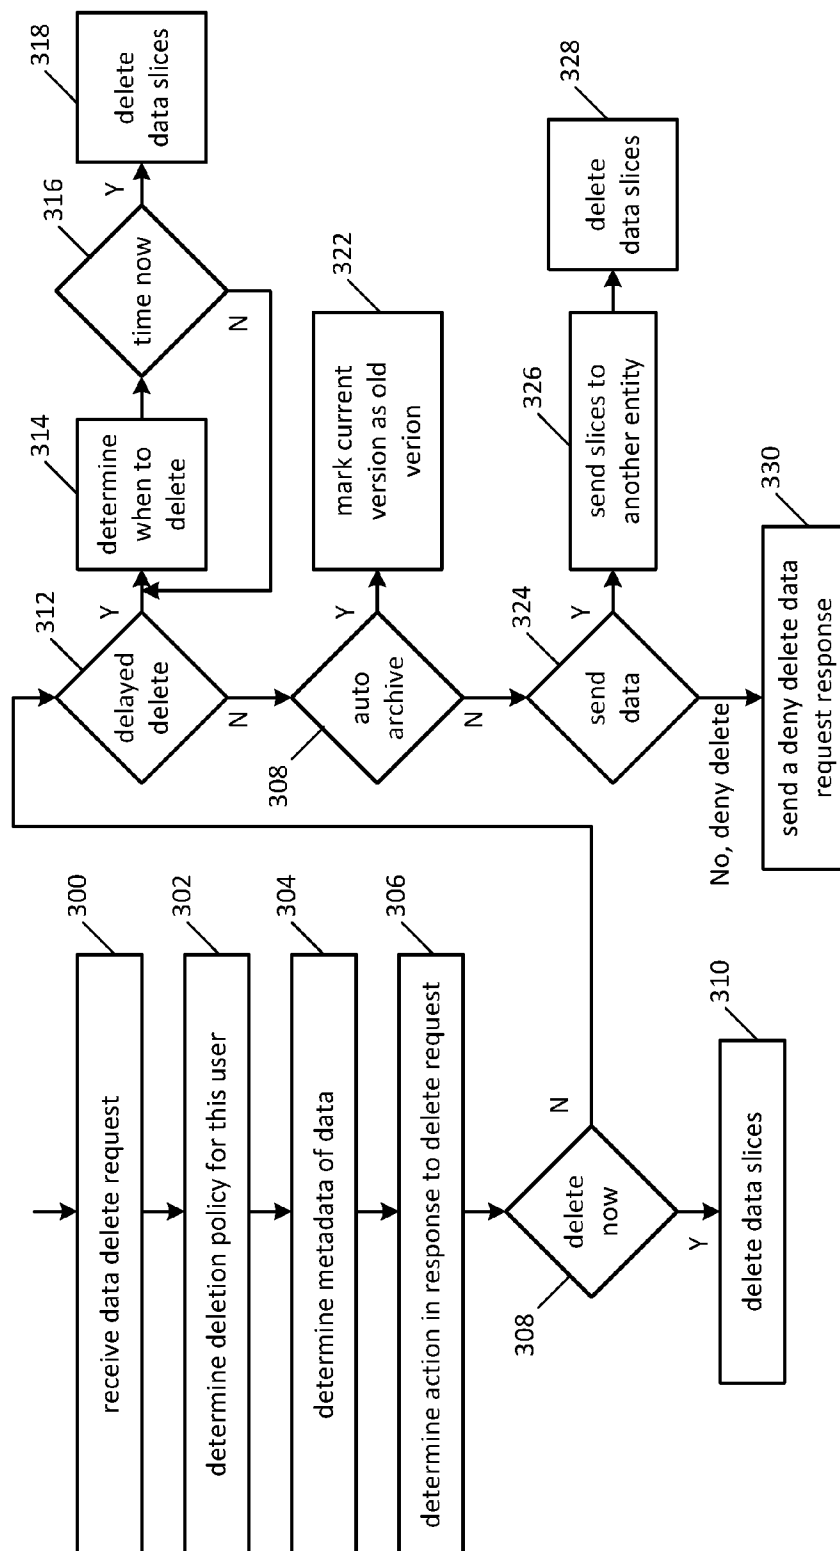 300
receive data delete request
302
determine deletion policy for this user
304
determine metadata of data
306
determine action in response to delete request
308
delete
now
N
Y
310
delete data slices
312
delayed
delete
Y
N
314
determine
when to
delete
316
time now
Y
N
318
delete
data slices
308
auto
archive
Y
N
322
mark current
version as old
verion
324
send
data
Y
No, deny delete
326
send slices to
another entity
328
delete
data slices
330
send a deny delete data
request response